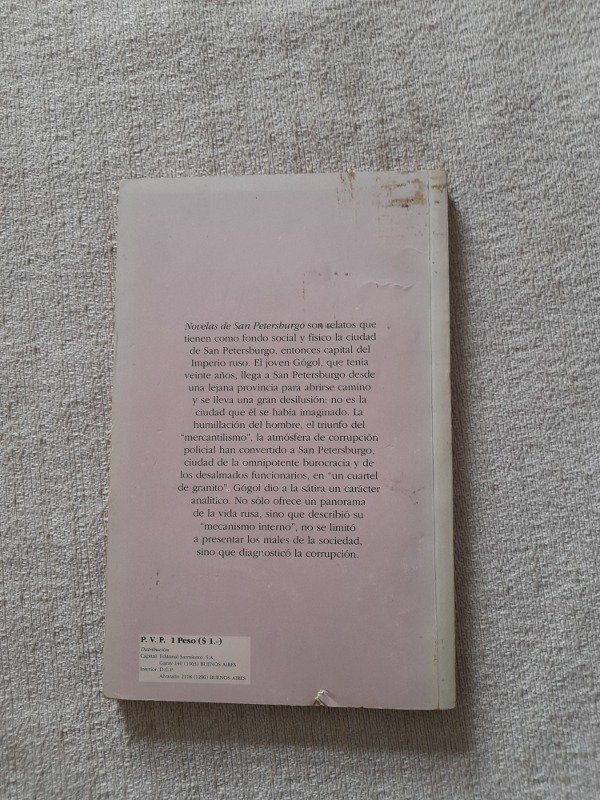 Novelas de San Petersburgo son relatos que
tienen como fondo social y físico la ciudad
de San Petersburgo, entonces capital del
Imperio ruso. El joven Gógol, que tenía
veinte años, llega a San Petersburgo desde
una lejana provincia para abrirse camino
y se lleva una gran desilusión: no es la
ciudad que él se había imaginado. La
humillación del hombre, el triunfo del
“mercantilismo”, la atmósfera de corrupción
policial han convertido a San Petersburgo,
ciudad de la omnipotente burocracia y de
los desalmados funcionarios, en “un cuartel
de granito”. Gógol dio a la sátira un carácter
analítico. No sólo ofrece un panorama
de la vida rusa, sino que describió su
“mecanismo interno”, no se limitó
a presentar los males de la sociedad,
sino que diagnosticó la corrupción.
P. V. P. 1 Peso ($ 1.-)
Distribución
Capital: Editorial Sarmiento, S.A.
Garay 140 (1063) BUENOS AIRES
Interior: D.G.P.
Alvarado 2118 (1290) BUENOS AIRES